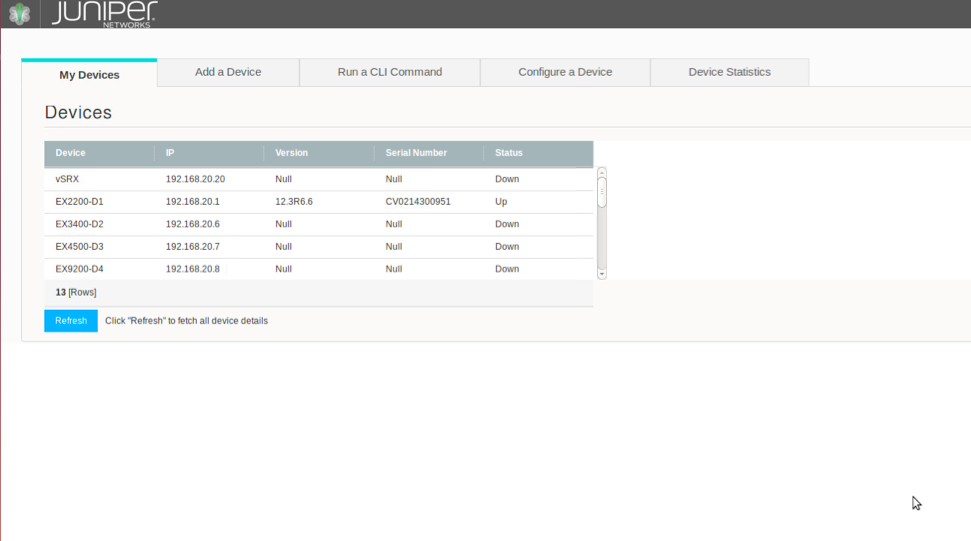 JUNIPer
NETWORKS
My Devices Add a Device Run a CLI Command Configure a Device Device Statistics
Devices
Device IP Version Serial Number Status
vSRX 192.168.20.20 Null Null Down
EX2200-D1 192.168.20.1 12.3R6.6 CV0214300951 Up
EX3400-D2 192.168.20.6 Null Null Down
EX4500-D3 192.168.20.7 Null Null Down
EX9200-D4 192.168.20.8 Null Null Down
13 [Rows]
Refresh Click "Refresh" to fetch all device details